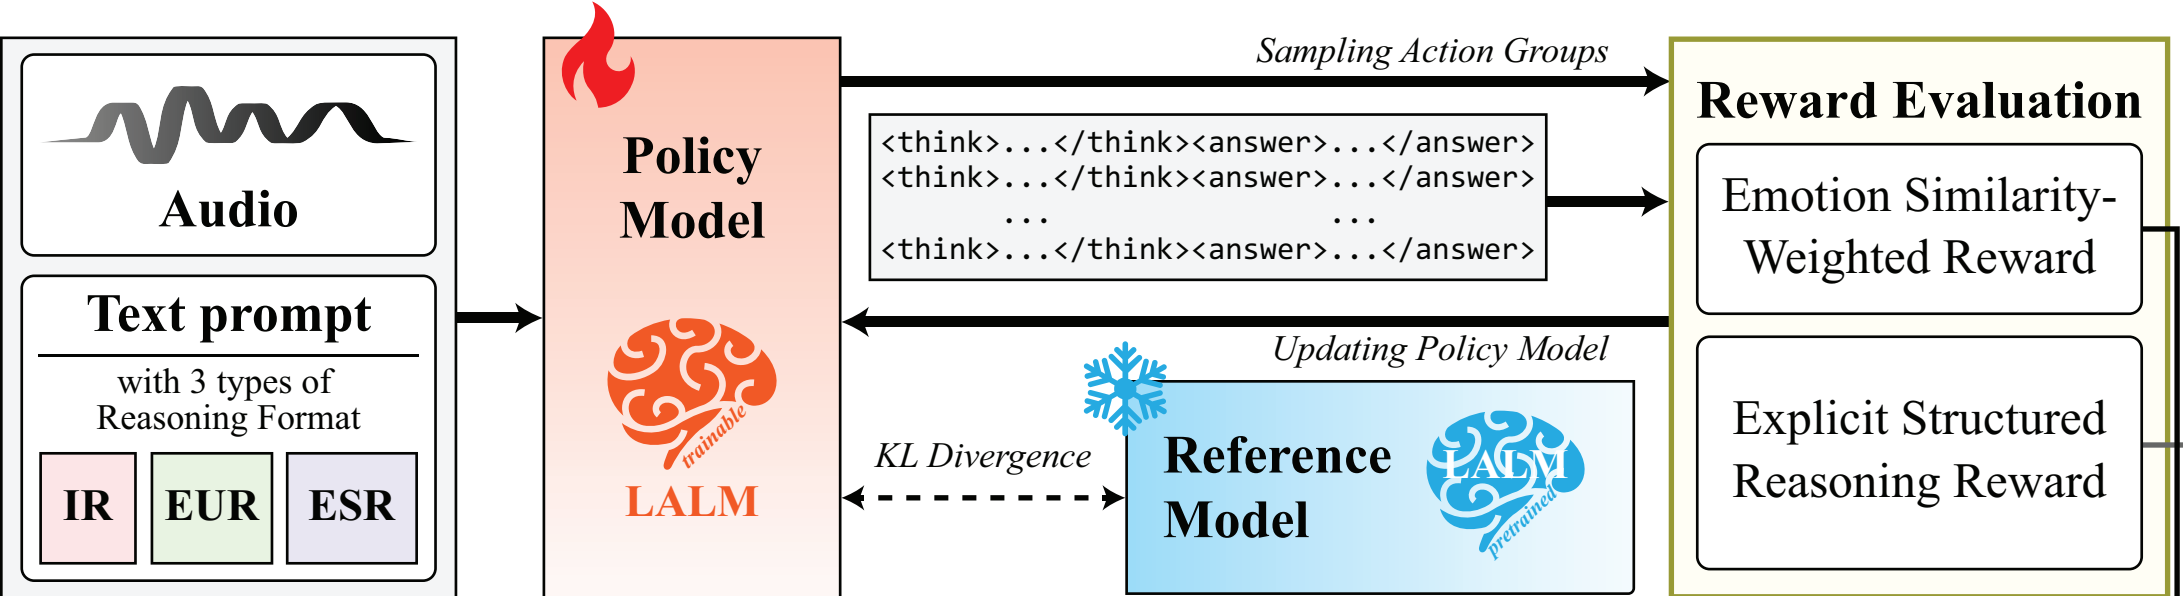 Audio
Text prompt
with 3 types of
Reasoning Format
IR
EUR
ESR
Policy
Model
trainable
LALM
Sampling Action Groups
<think>...</think><answer>...</answer>
<think>...</think><answer>...</answer>
... ...
<think>...</think><answer>...</answer>
Updating Policy Model
KL Divergence
Reference
Model
LALM
pretrained
Reward Evaluation
Emotion Similarity-
Weighted Reward
Explicit Structured
Reasoning Reward